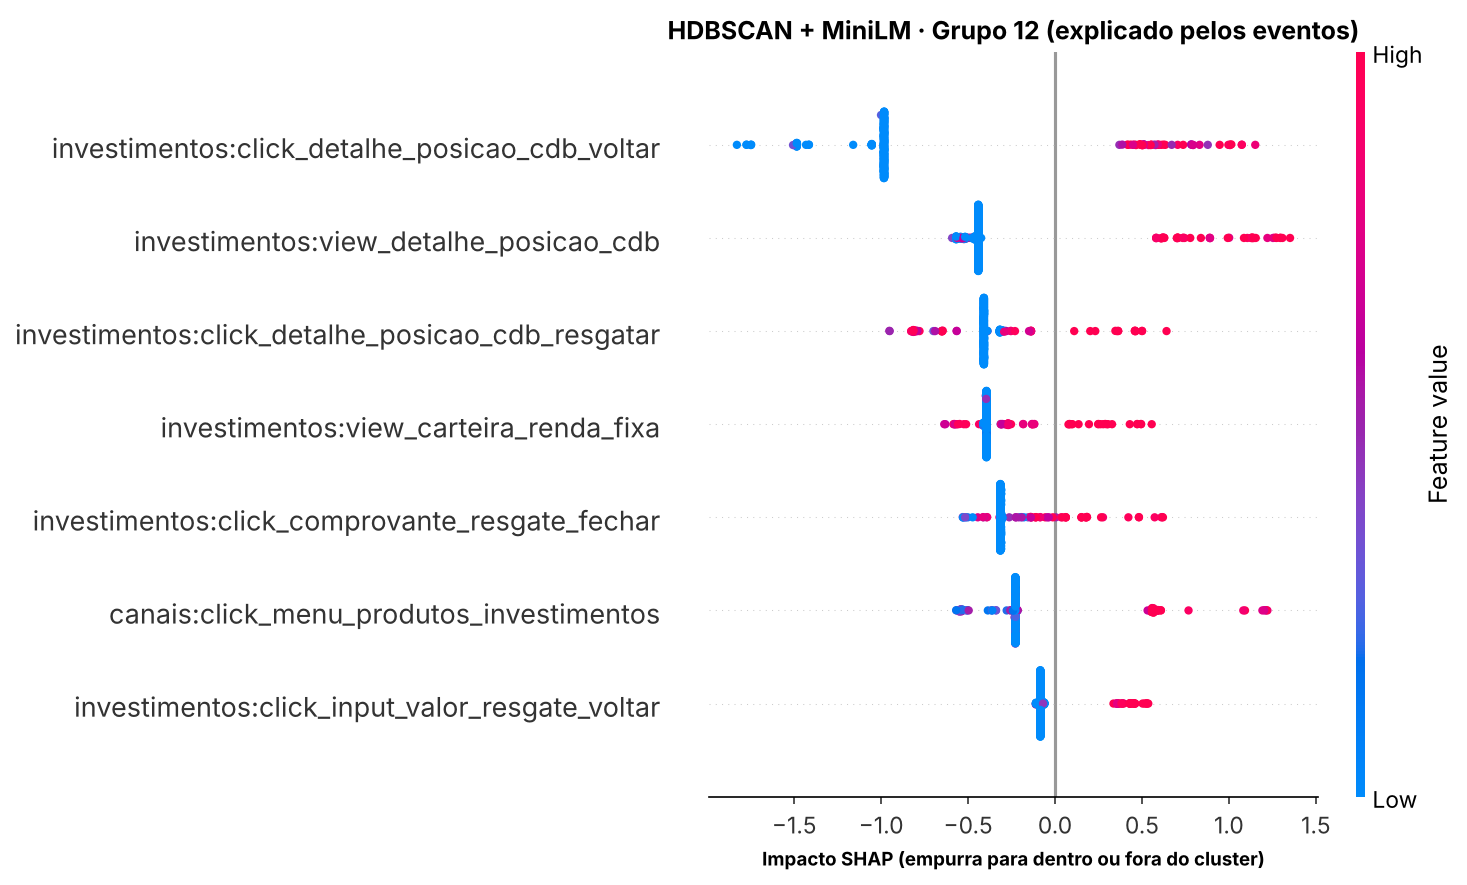 HDBSCAN + MiniLM · Grupo 12 (explicado pelos eventos)
High
investimentos:click_detalhe_posicao_cdb_voltar
investimentos:view_detalhe_posicao_cdb
investimentos:click_detalhe_posicao_cdb_resgatar
investimentos:view_carteira_renda_fixa
investimentos:click_comprovante_resgate_fechar
canais:click_menu_produtos_investimentos
investimentos:click_input_valor_resgate_voltar
Feature value
Low
−1.5 −1.0 −0.5 0.0 0.5 1.0 1.5
Impacto SHAP (empurra para dentro ou fora do cluster)